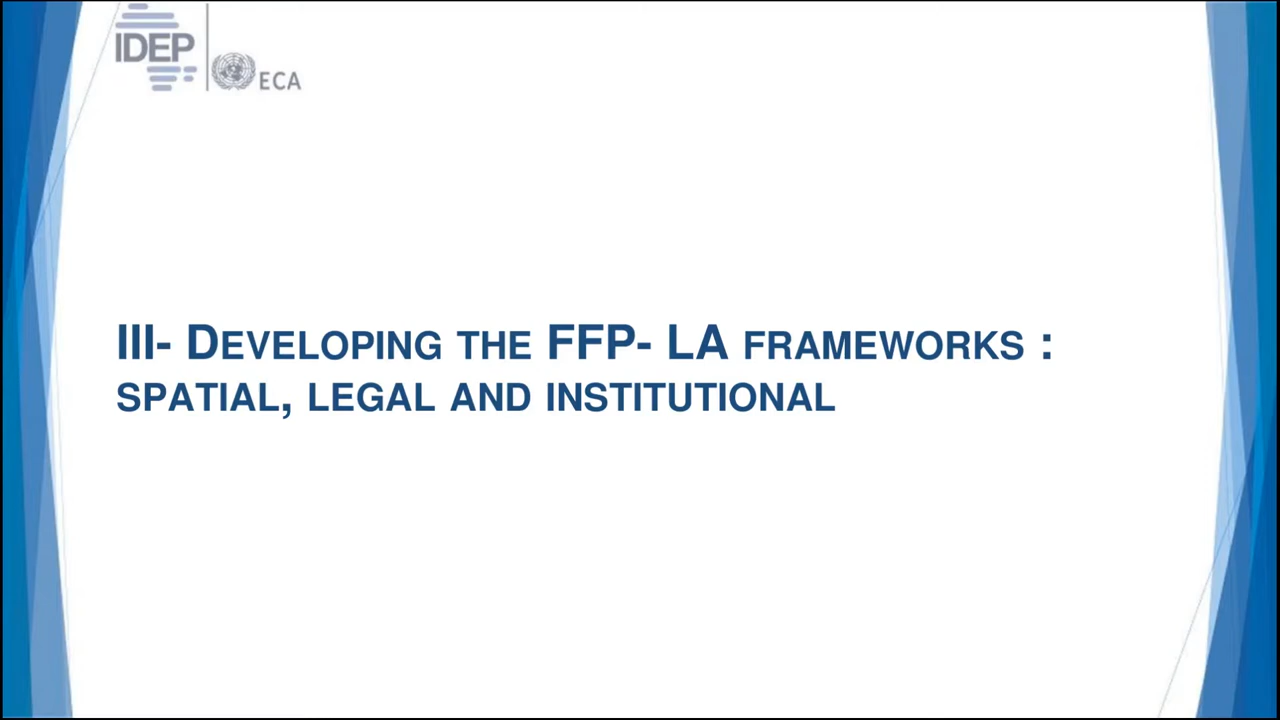 IDEP
ECA
III- DEVELOPING THE FFP- LA FRAMEWORKS :
SPATIAL, LEGAL AND INSTITUTIONAL